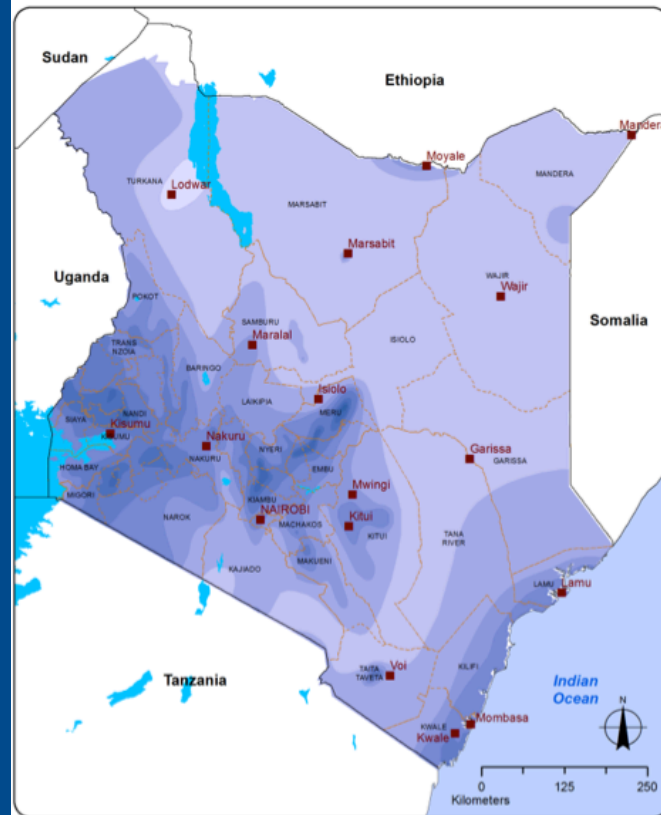 Sudan
Ethiopia
Mandera
Moyale
MANDERA
TURKANA
Lodwar
MARSABIT
Marsabit
Uganda
WAJIR
Wajir
POKOT
Somalia
SAMBURU
Maralal
ISIOLO
TRANS
NZOIA
BARINGO
Isiolo
LAIKIPIA
MERU
NANDI
SIAYA
Kisumu
KISUMU
Nakuru
NAKURU
NYERI
Garissa
GARISSA
HOMA BAY
EMBU
Mwingi
MIGORI
KIAMBU
NAIROBI
NAROK
MACHAKOS
Kitui
KITUI
TANA
RIVER
MAKUENI
KAJIADO
LAMU
Lamu
TAITA
TAVETA
Voi
KILIFI
Tanzania
Indian
Ocean
N
KWALE
Mombasa
Kwale
0 125 250
Kilometers